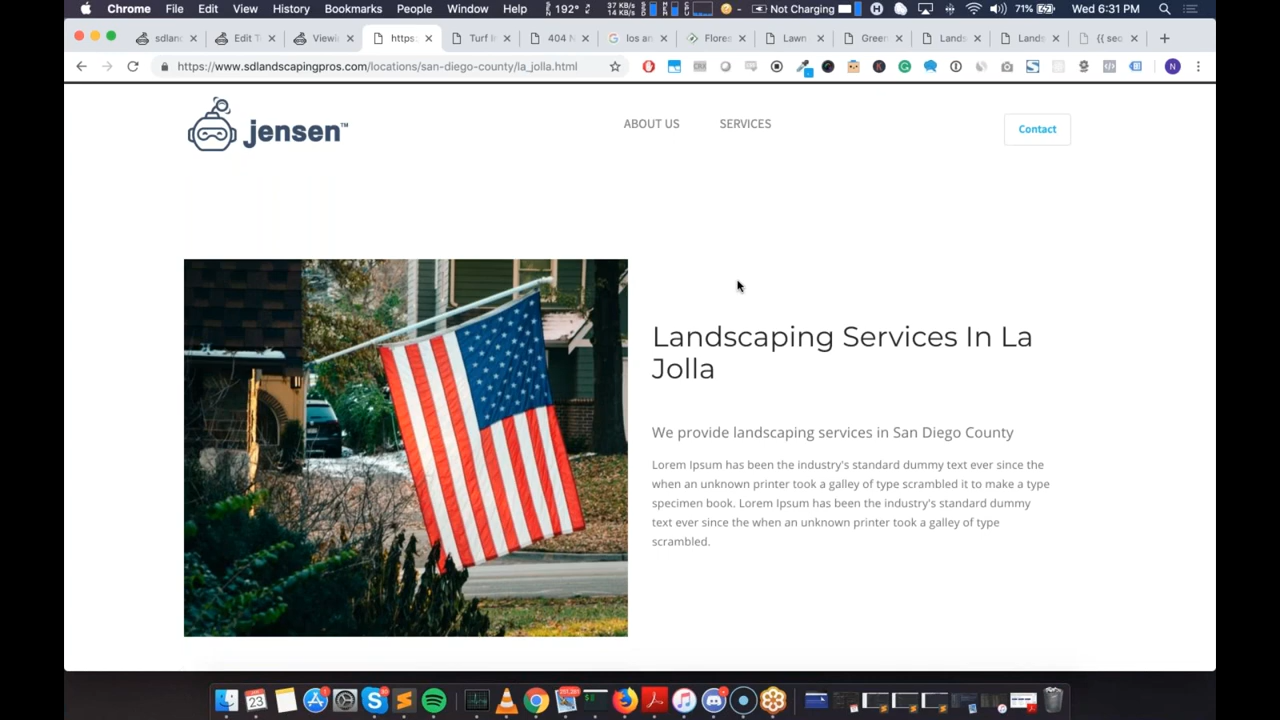 Chrome File Edit View History Bookmarks People Window Help 192° 37 KB/s 14 KB/s Not Charging 71% Wed 6:31 PM
sdlan Edit T Viewi https: Turf I 404 N los an Flores Lawn Green Lands Lands {{ sec
https://www.sdlandscapingpros.com/locations/san-diego-county/la_jolla.html
jensen™
ABOUT US SERVICES
Contact
Landscaping Services In La
Jolla
We provide landscaping services in San Diego County
Lorem Ipsum has been the industry's standard dummy text ever since the
when an unknown printer took a galley of type scrambled it to make a type
specimen book. Lorem Ipsum has been the industry's standard dummy
text ever since the when an unknown printer took a galley of type
scrambled.
23